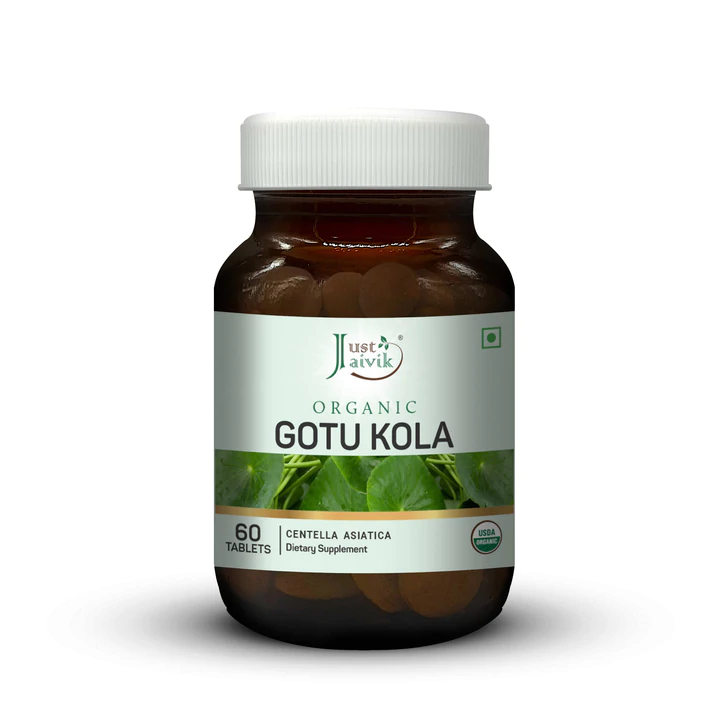 Just
Jaivik®
ORGANIC
GOTU KOLA
60
TABLETS
CENTELLA ASIATICA
Dietary Supplement
USDA
ORGANIC